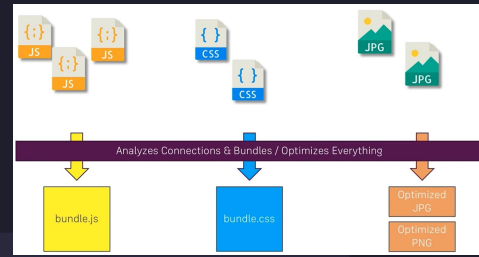 {;}
JS
{;}
JS
{;}
JS
{ }
CSS
{ }
CSS
JPG
JPG
Analyzes Connections & Bundles / Optimizes Everything
bundle.js
bundle.css
Optimized
JPG
Optimized
PNG